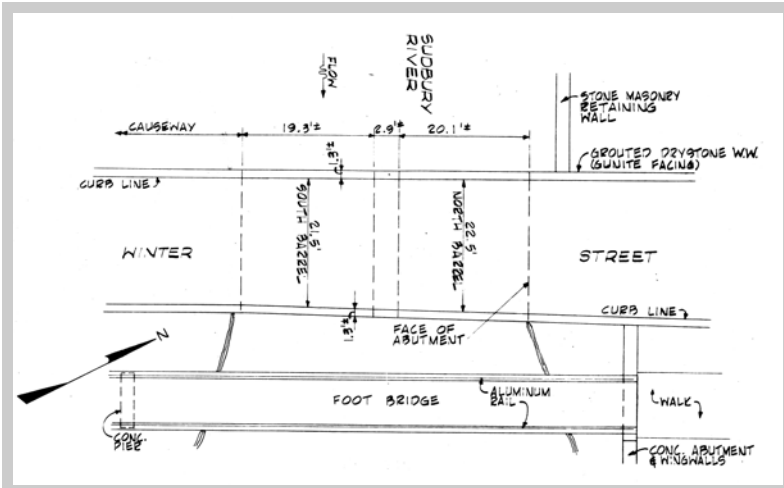 SUDBURY
RIVER
FLOW
STONE MASONRY
RETAINING
WALL
CAUSEWAY
19.3'±
2.9'±
20.1'±
1.3'±
GROUTED DRYSTONE W.W.
(GUNITE FACING)
CURB LINE
21.5'
SOUTH BARREL
22.5'
NORTH BARREL
WINTER
STREET
CURB LINE
1.3'±
FACE OF
ABUTMENT
N
ALUMINUM
RAIL
FOOT BRIDGE
WALK
CONC.
PIER
CONC. ABUTMENT
& WINGWALLS